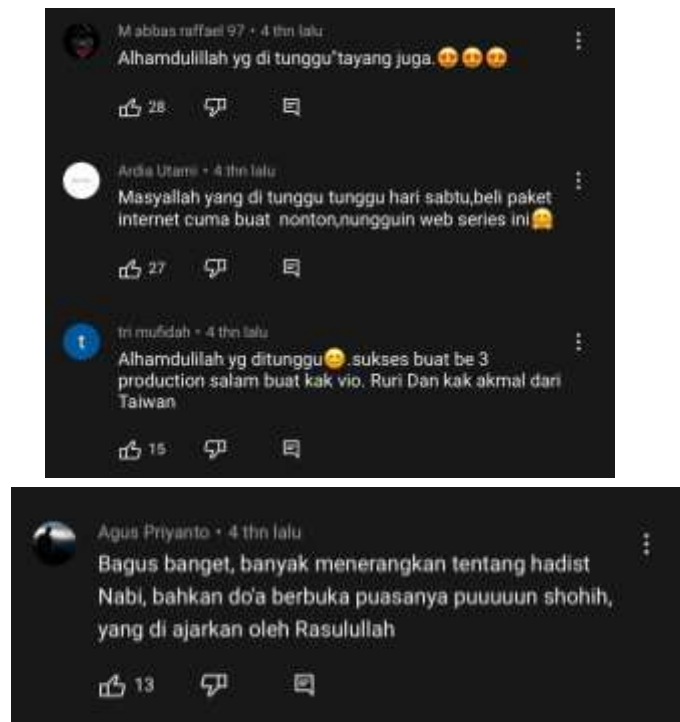 M abbas raffael 97 • 4 thn lalu
Alhamdulillah yg di tunggu"tayang juga.😍😍😍
28
Ardia Utami • 4 thn lalu
Masyallah yang di tunggu tunggu hari sabtu,beli paket
internet cuma buat nonton,nungguin web series ini🤗
27
t
tri mufidah • 4 thn lalu
Alhamdulilah yg ditunggu😊.sukses buat be 3
production salam buat kak vio. Ruri Dan kak akmal dari
Taiwan
15
Agus Priyanto • 4 thn lalu
Bagus banget, banyak menerangkan tentang hadist
Nabi, bahkan do'a berbuka puasanya puuuuun shohih,
yang di ajarkan oleh Rasulullah
13